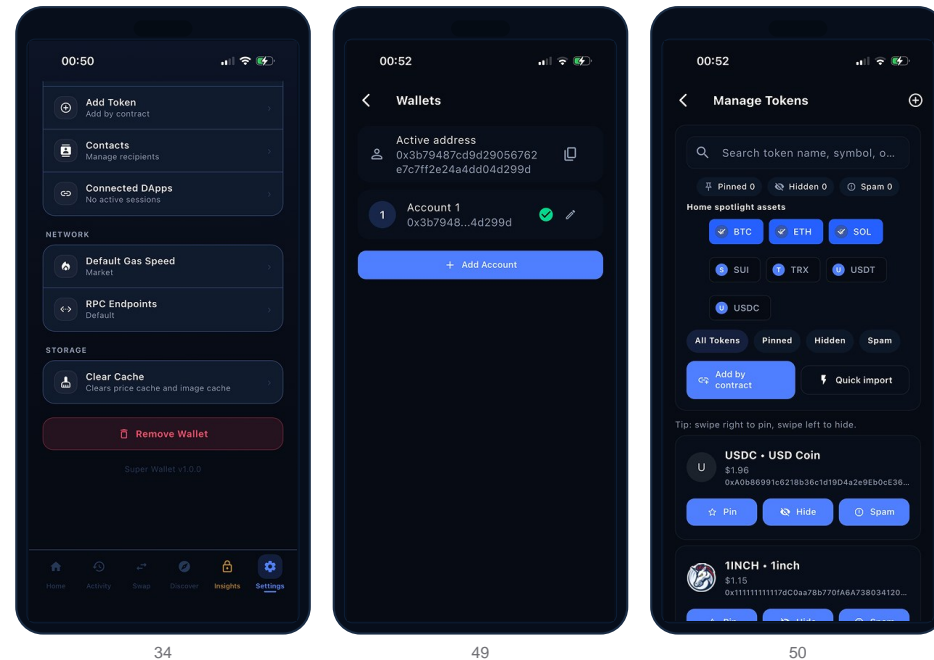 00:50
Add Token
Add by contract
Contacts
Manage recipients
Connected DApps
No active sessions
NETWORK
Default Gas Speed
Market
RPC Endpoints
Default
STORAGE
Clear Cache
Clears price cache and image cache
Remove Wallet
Super Wallet v1.0.0
Home Activity Swap Discover Insights Settings
34
00:52
Wallets
Active address
0x3b79487cd9d29056762
e7c7ff2e24a4dd04d299d
1
Account 1
0x3b7948...4d299d
+ Add Account
49
00:52
Manage Tokens
Search token name, symbol, o...
Pinned 0 Hidden 0 Spam 0
Home spotlight assets
BTC ETH SOL
S SUI T TRX U USDT
U USDC
All Tokens Pinned Hidden Spam
Add by
contract
Quick import
Tip: swipe right to pin, swipe left to hide.
U
USDC • USD Coin
$1.96
0xA0b86991c6218b36c1d19D4a2e9Eb0cE36...
Pin Hide Spam
1INCH • 1inch
$1.15
0x111111111117dC0aa78b770fA6A738034120...
Pin Hide Spam
50